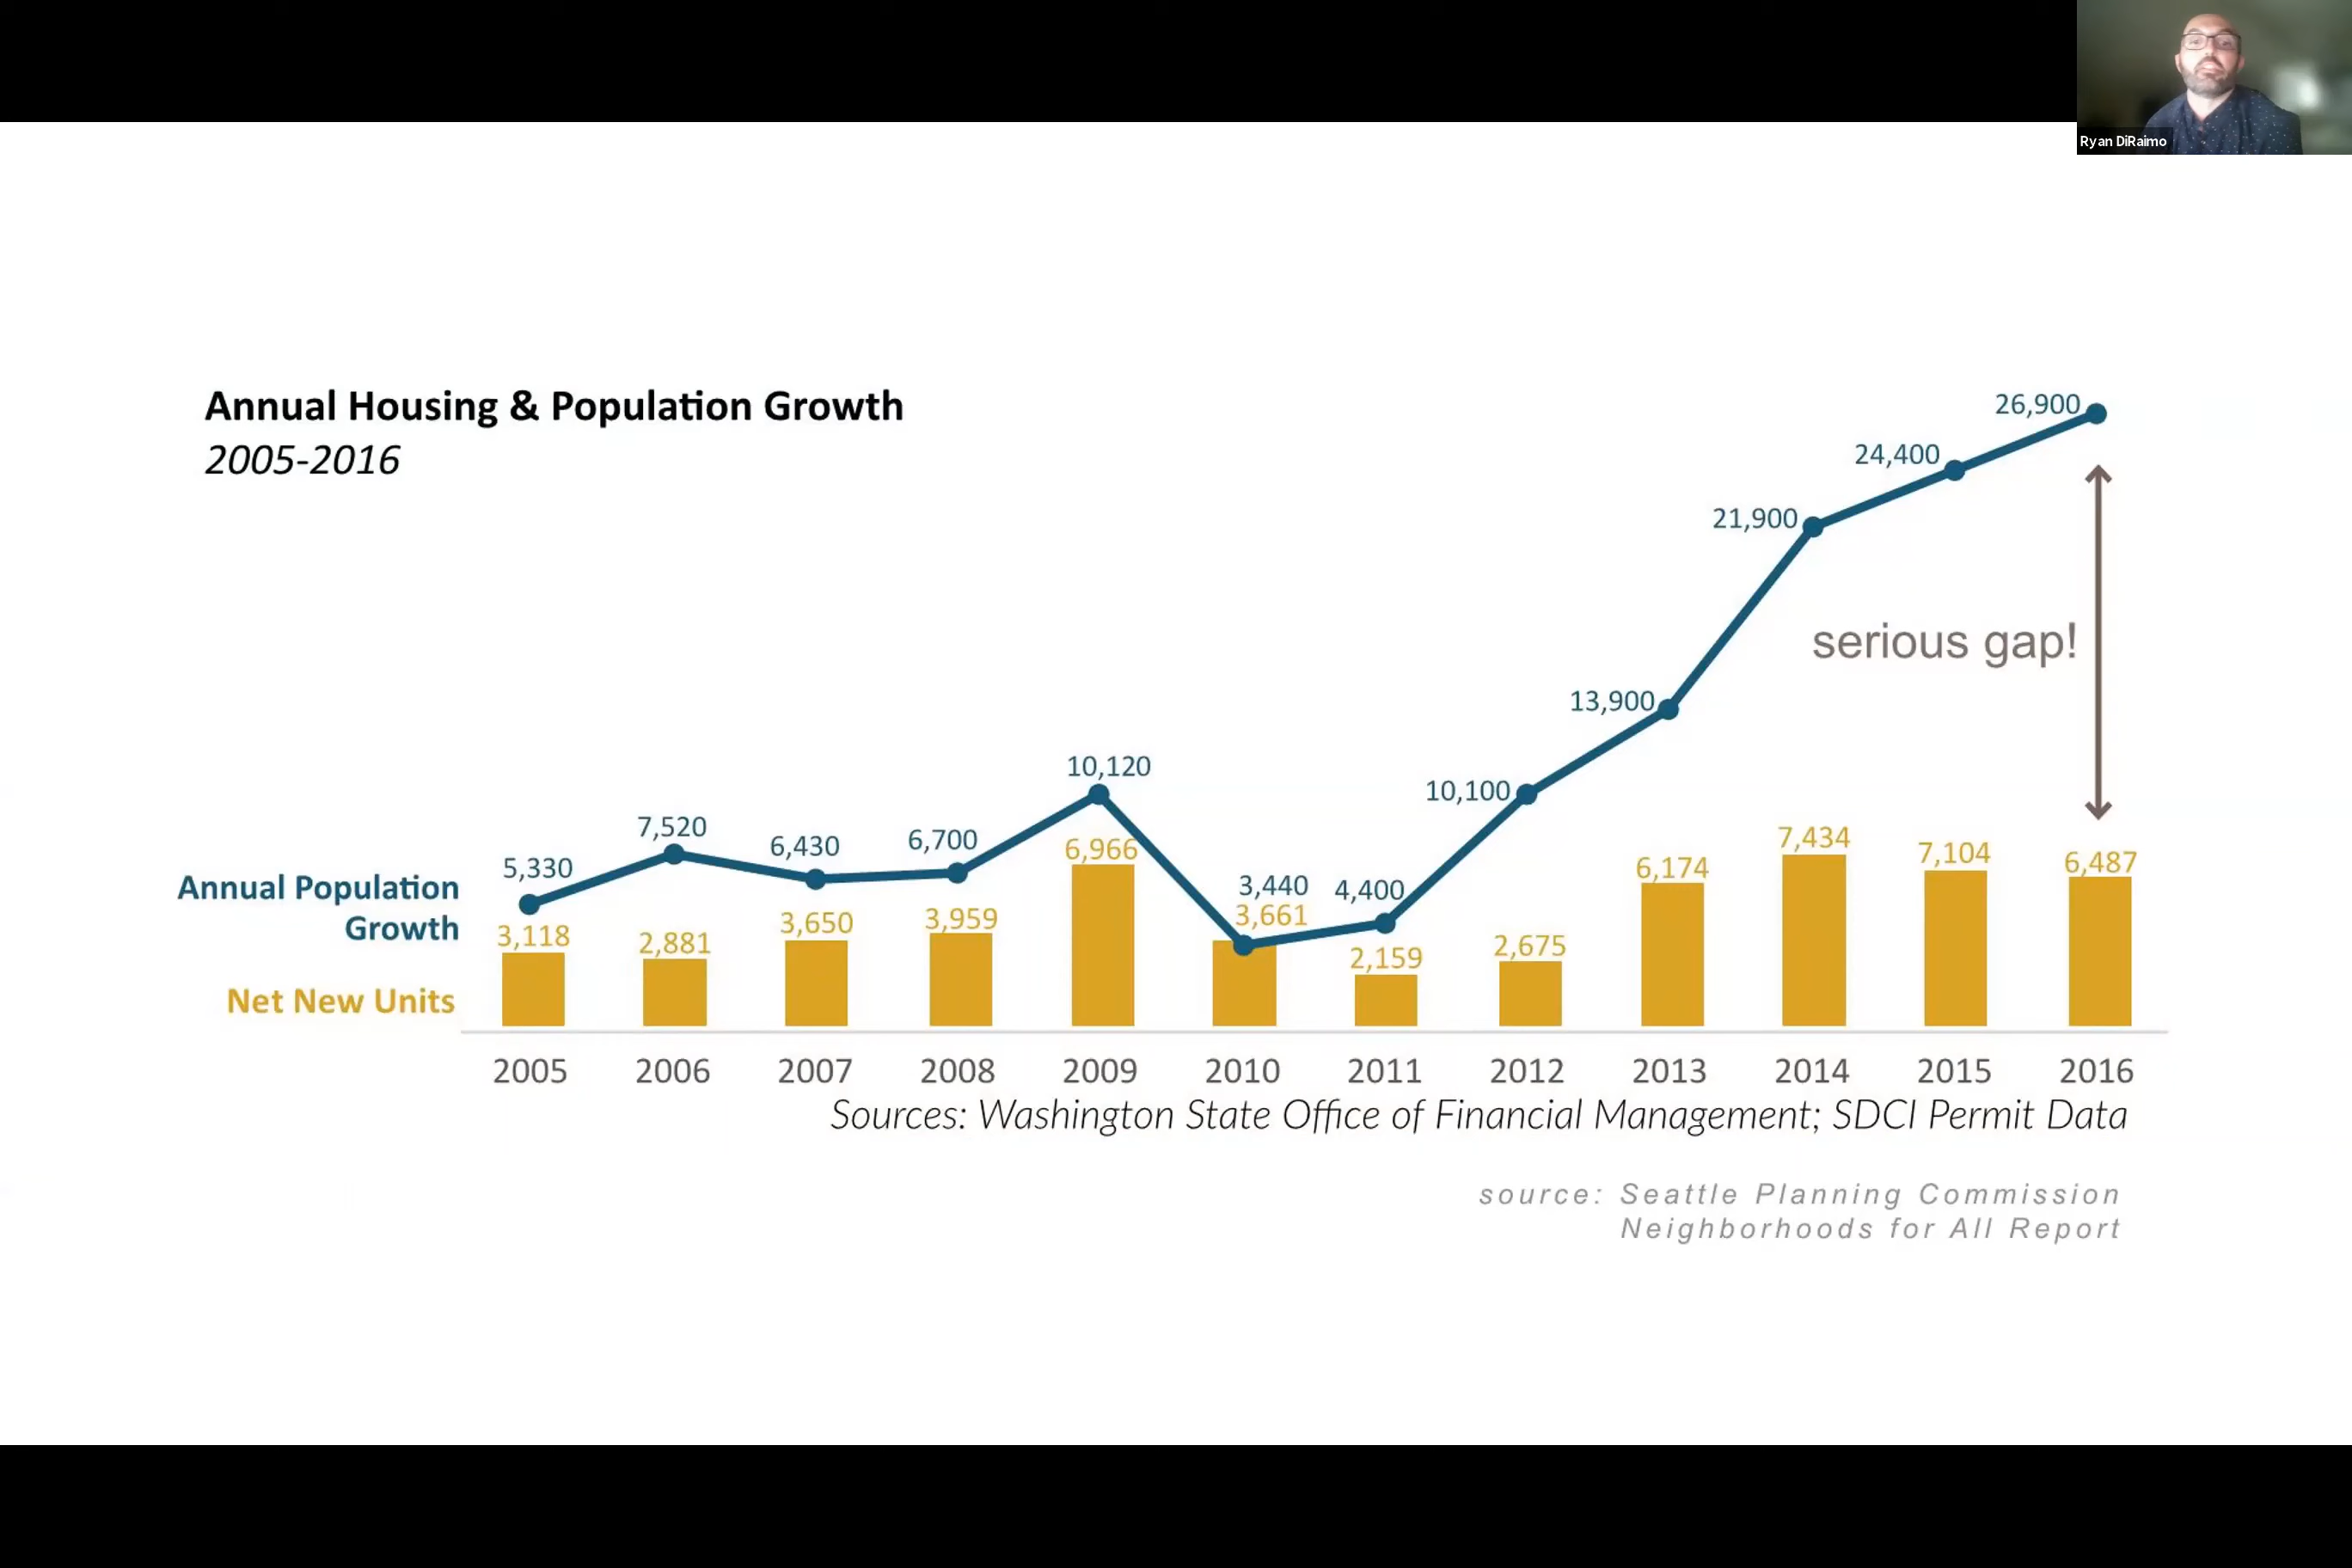 Ryan DiRaimo
Annual Housing & Population Growth
2005-2016
26,900
24,400
21,900
serious gap!
13,900
10,120
10,100
7,520
6,430
6,700
6,966
7,434
7,104
6,487
6,174
5,330
3,440
4,400
Annual Population
Growth
3,118
2,881
3,650
3,959
3,661
2,159
2,675
Net New Units
2005 2006 2007 2008 2009 2010 2011 2012 2013 2014 2015 2016
Sources: Washington State Office of Financial Management; SDCI Permit Data
source: Seattle Planning Commission
Neighborhoods for All Report